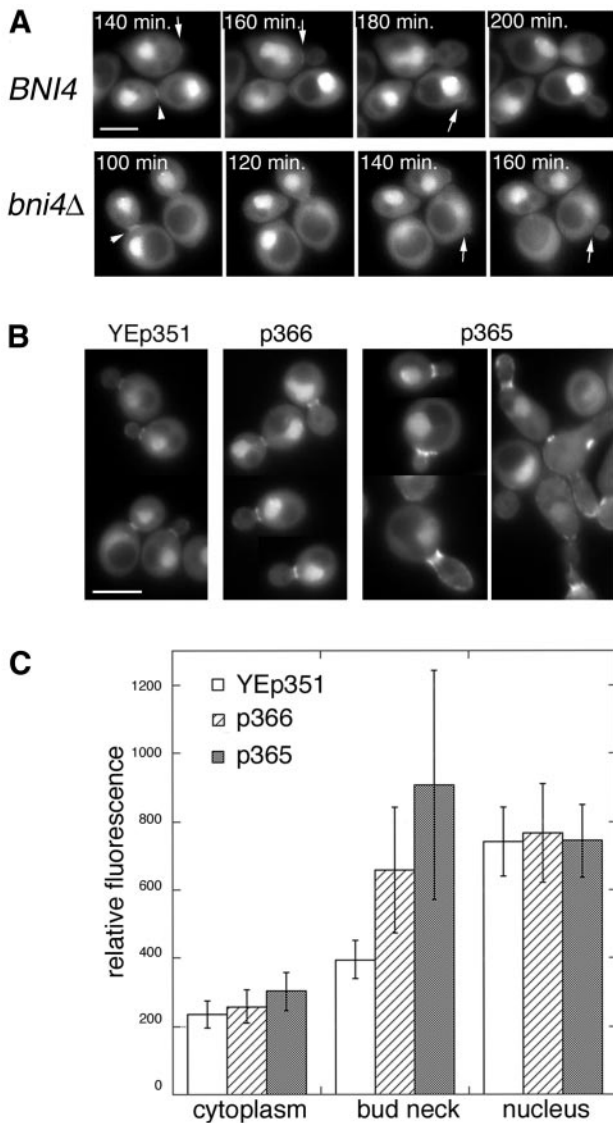 A
140 min.
160 min.
180 min.
200 min.
BNI4
100 min
120 min.
140 min.
160 min.
bni4Δ
B
YEp351
p366
p365
C
1200
1000
800
600
400
200
0
relative fluorescence
YEp351
p366
p365
cytoplasm
bud neck
nucleus